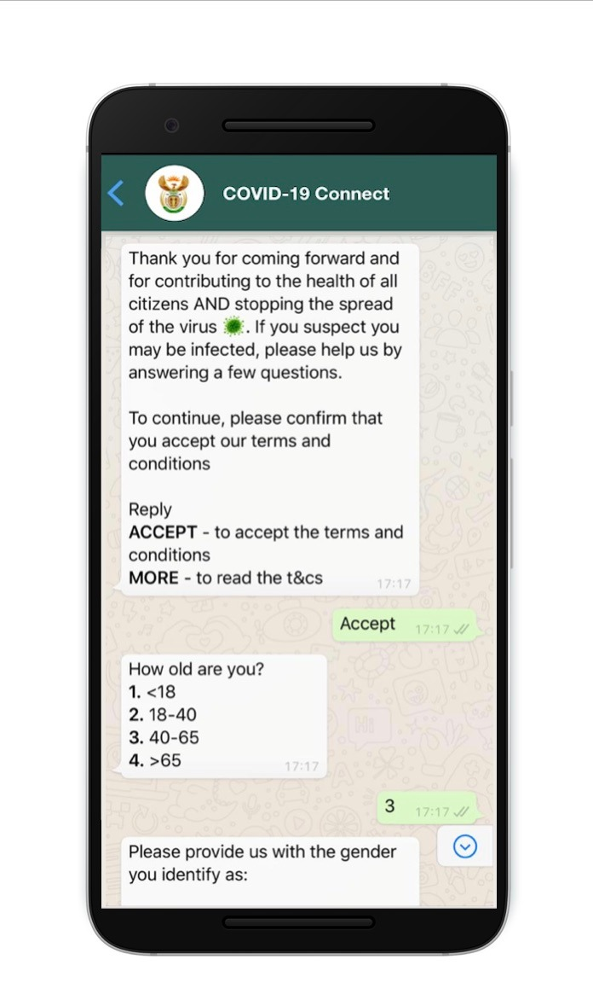 COVID-19 Connect
Thank you for coming forward and
for contributing to the health of all
citizens AND stopping the spread
of the virus 🦠. If you suspect you
may be infected, please help us by
answering a few questions.
To continue, please confirm that
you accept our terms and
conditions
Reply
ACCEPT - to accept the terms and
conditions
MORE - to read the t&cs
17:17
Accept 17:17
How old are you?
1. <18
2. 18-40
3. 40-65
4. >65
17:17
Hi
3 17:17
Please provide us with the gender
you identify as: